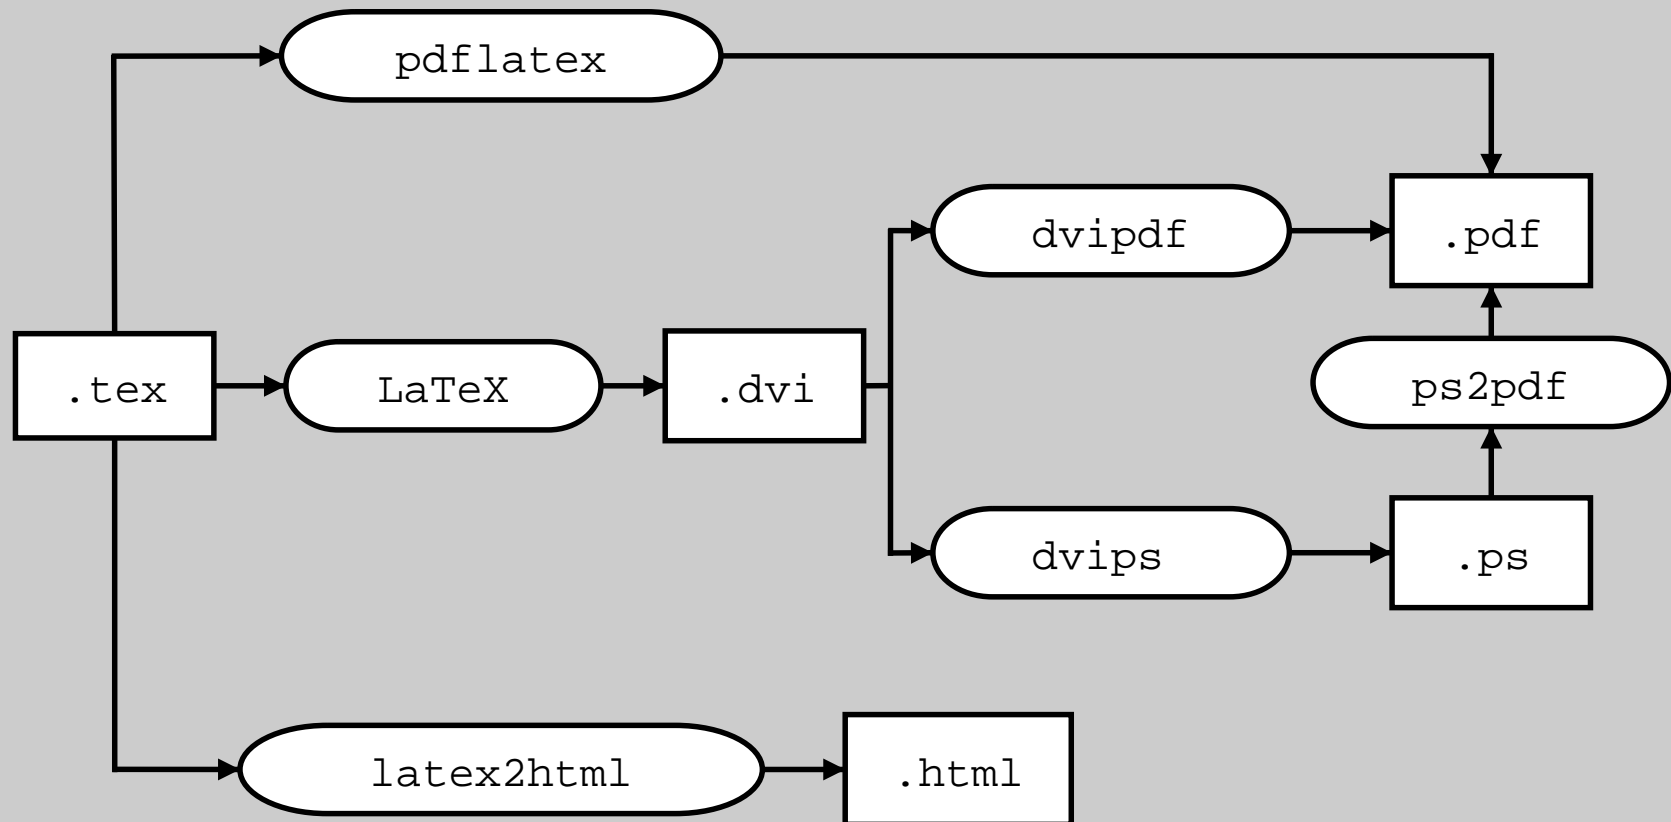 pdflatex
dvipdf
.pdf
.tex
LaTeX
.dvi
ps2pdf
dvips
.ps
latex2html
.html